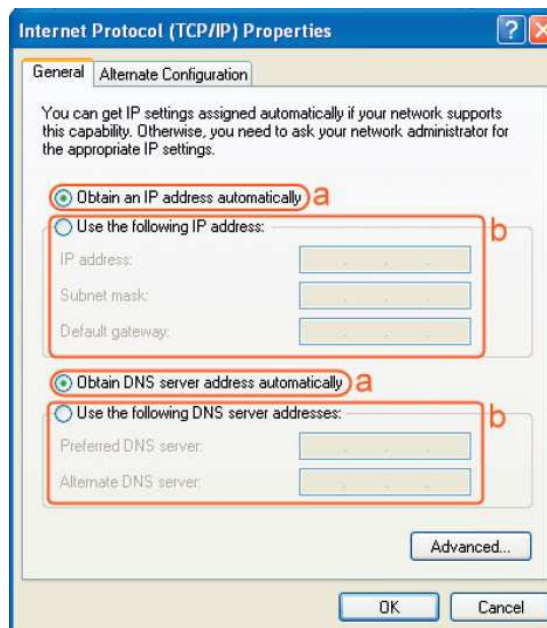 Internet Protocol (TCP/IP) Properties
General
Alternate Configuration
You can get IP settings assigned automatically if your network supports
this capability. Otherwise, you need to ask your network administrator for
the appropriate IP settings.
Obtain an IP address automatically
a
Use the following IP address:
b
IP address:
Subnet mask:
Default gateway:
Obtain DNS server address automatically
a
Use the following DNS server addresses:
b
Preferred DNS server:
Alternate DNS server:
Advanced...
OK
Cancel